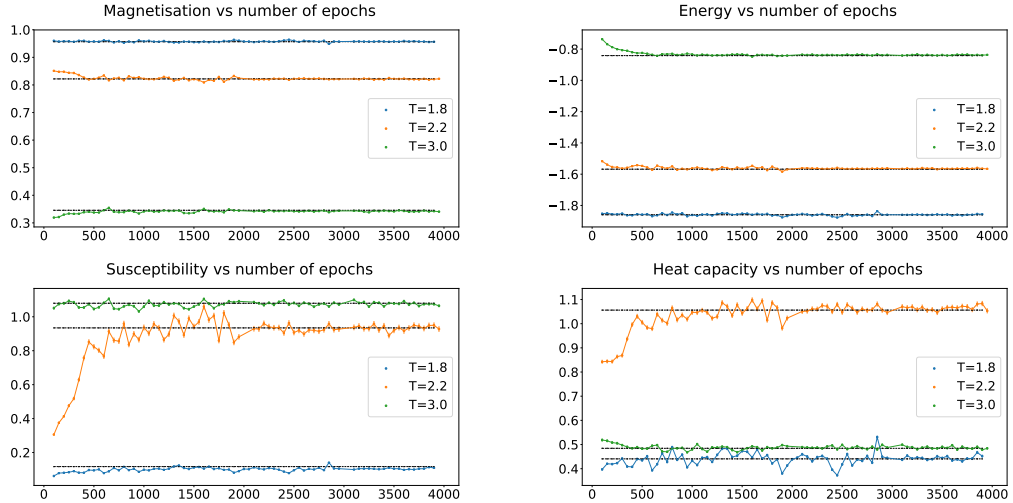 Magnetisation vs number of epochs
1.0
0.9
0.8
0.7
0.6
0.5
0.4
0.3
T=1.8
T=2.2
T=3.0
0 500 1000 1500 2000 2500 3000 3500 4000
Energy vs number of epochs
−0.8
−1.0
−1.2
−1.4
−1.6
−1.8
T=1.8
T=2.2
T=3.0
0 500 1000 1500 2000 2500 3000 3500 4000
Susceptibility vs number of epochs
1.0
0.8
0.6
0.4
0.2
T=1.8
T=2.2
T=3.0
0 500 1000 1500 2000 2500 3000 3500 4000
Heat capacity vs number of epochs
1.1
1.0
0.9
0.8
0.7
0.6
0.5
0.4
T=1.8
T=2.2
T=3.0
0 500 1000 1500 2000 2500 3000 3500 4000